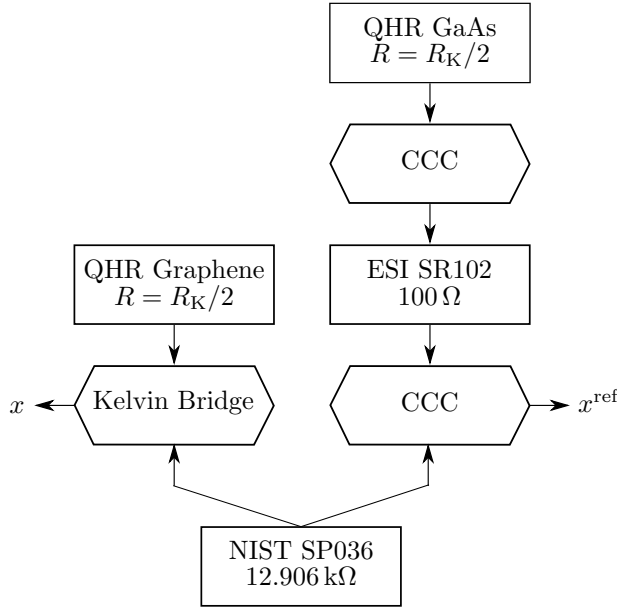 QHR GaAs
R = R_K/2
CCC
QHR Graphene
R = R_K/2
ESI SR102
100 Ω
x
Kelvin Bridge
CCC
x^ref
NIST SP036
12.906 kΩ